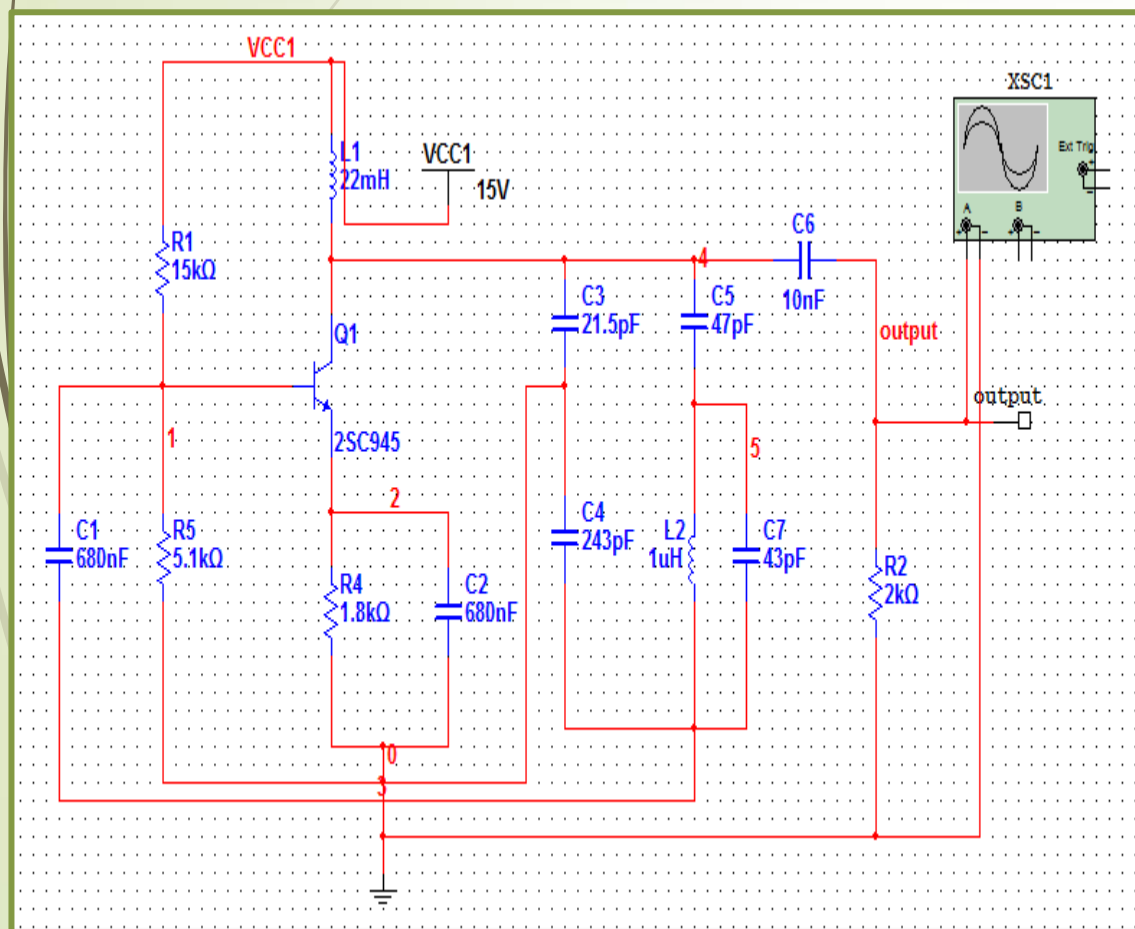 VCC1
XSC1
Ext Trig
A
B
L1
22mH
VCC1
15V
R1
15kΩ
C6
10nF
4
C3
21.5pF
C5
47pF
output
output
Q1
2SC945
1
2
5
C1
680nF
R5
5.1kΩ
R4
1.8kΩ
C2
680nF
C4
243pF
L2
1uH
C7
43pF
R2
2kΩ
0
3